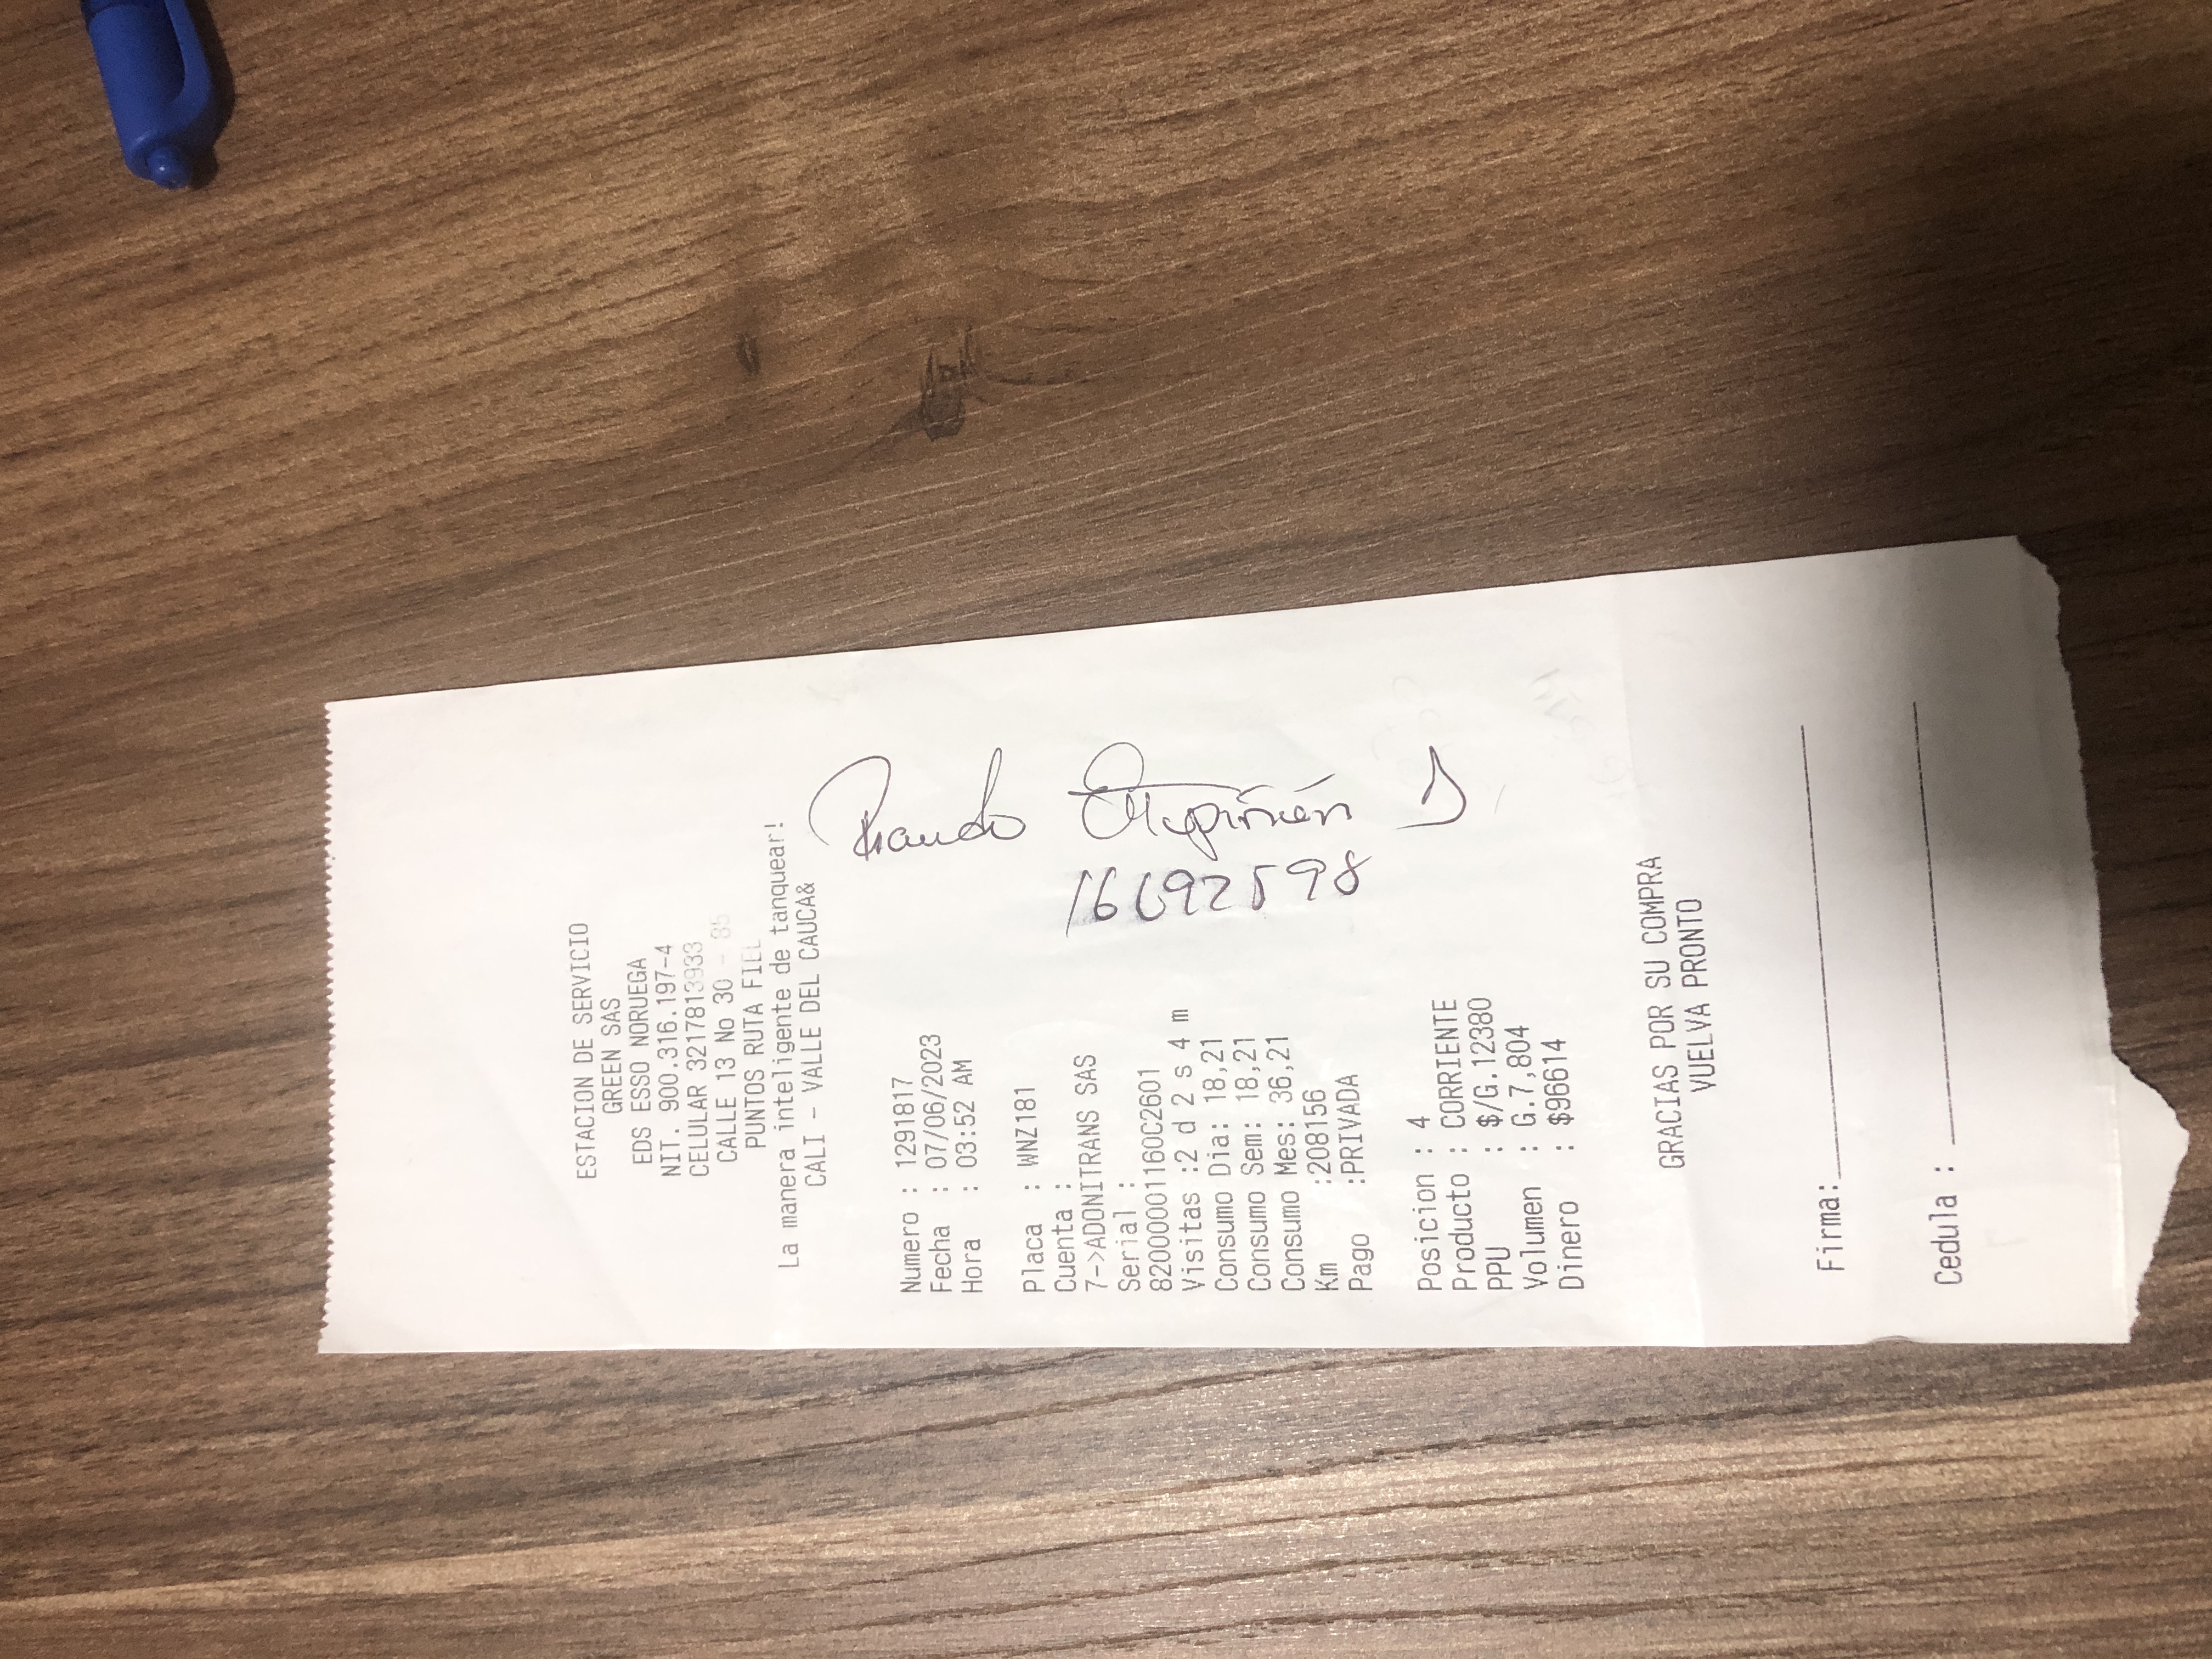 ESTACION DE SERVICIO
GREEN SAS
EDS ESSO NORUEGA
NIT. 900.316.197-4
CELULAR 3217813933
CALLE 13 No 30 - 85
PUNTOS RUTA FIEL
La manera inteligente de tanquear!
CALI - VALLE DEL CAUCA&
Numero : 1291817
Fecha : 07/06/2023
Hora : 03:52 AM
Placa : WNZ181
Cuenta :
7->ADONITRANS SAS
Serial :
82000001160C2601
Visitas :2 d 2 s 4 m
Consumo Dia: 18,21
Consumo Sem: 18,21
Consumo Mes: 36,21
Km :208156
Pago :PRIVADA
16692598
Posicion : 4
Producto : CORRIENTE
PPU : $/G.12380
Volumen : G.7,804
Dinero : $96614
GRACIAS POR SU COMPRA
VUELVA PRONTO
Firma:
Cedula :